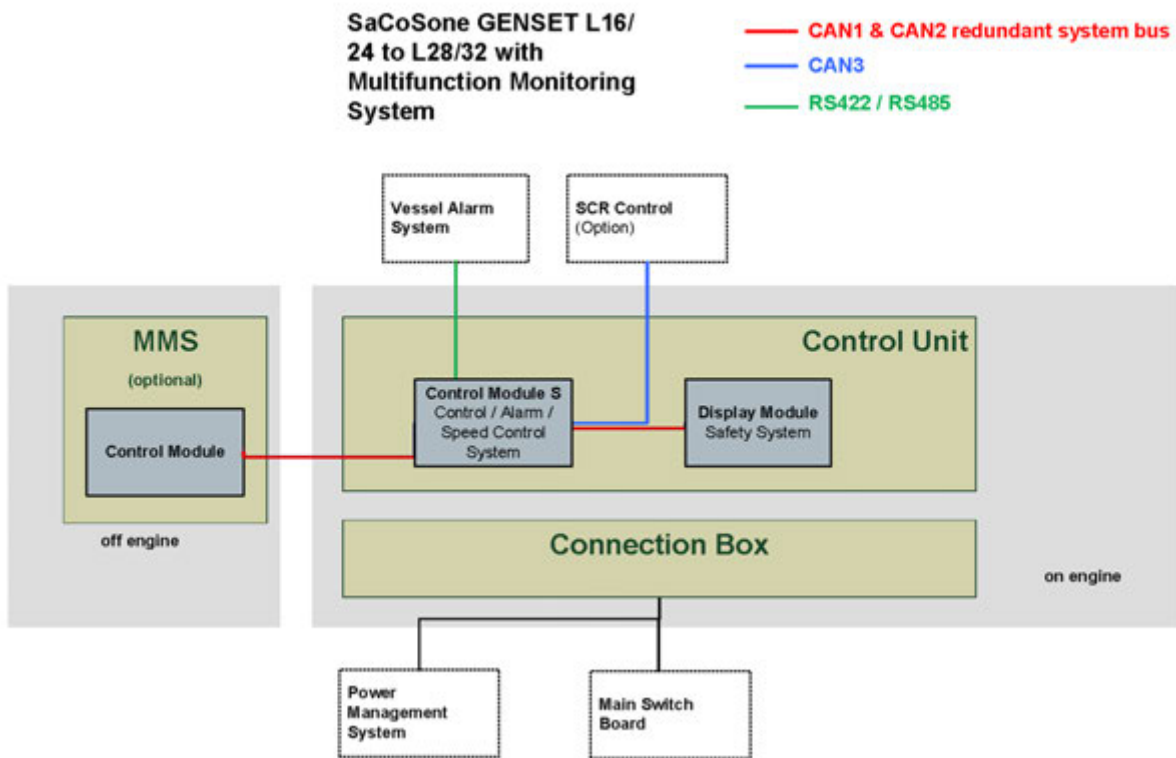 SaCoSone GENSET L16/
24 to L28/32 with
Multifunction Monitoring
System
CAN1 & CAN2 redundant system bus
CAN3
RS422 / RS485
Vessel Alarm
System
SCR Control
(Option)
MMS
(optional)
Control Module
off engine
Control Unit
Control Module S
Control / Alarm /
Speed Control
System
Display Module
Safety System
Connection Box
on engine
Power
Management
System
Main Switch
Board